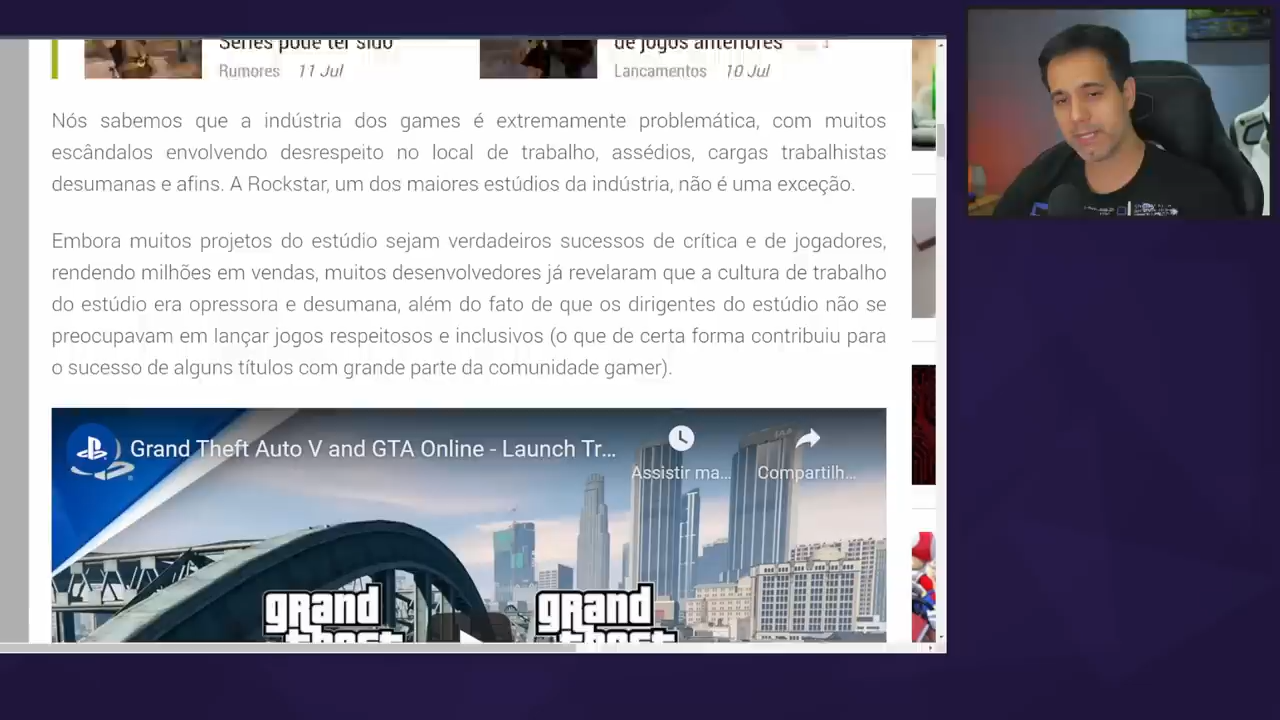 Séries pode ter sido
de jogos anteriores
Rumores 11 Jul
Lancamentos 10 Jul
Nós sabemos que a indústria dos games é extremamente problemática, com muitos
escândalos envolvendo desrespeito no local de trabalho, assédios, cargas trabalhistas
desumanas e afins. A Rockstar, um dos maiores estúdios da indústria, não é uma exceção.
Embora muitos projetos do estúdio sejam verdadeiros sucessos de crítica e de jogadores,
rendendo milhões em vendas, muitos desenvolvedores já revelaram que a cultura de trabalho
do estúdio era opressora e desumana, além do fato de que os dirigentes do estúdio não se
preocupavam em lançar jogos respeitosos e inclusivos (o que de certa forma contribuiu para
o sucesso de alguns títulos com grande parte da comunidade gamer).
Grand Theft Auto V and GTA Online - Launch Tr...
Assistir ma...
Compartilh...
grand
theft
grand
theft